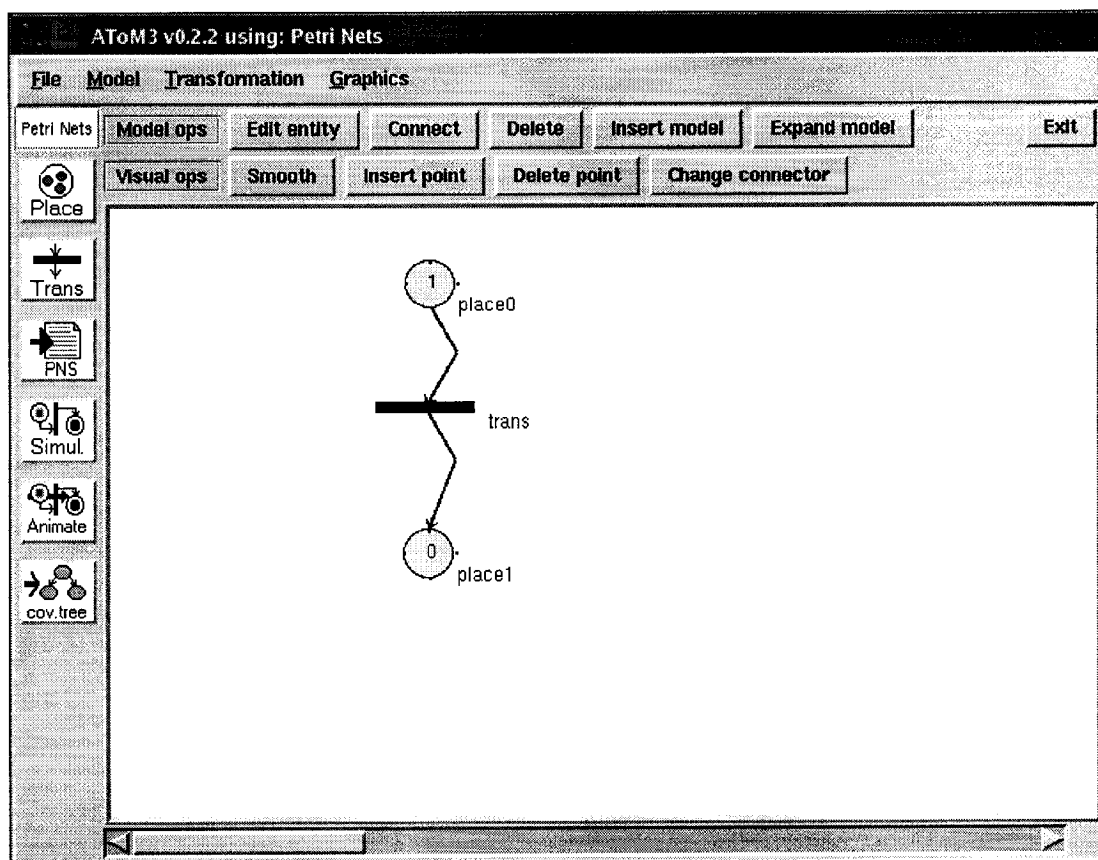 AToM3 v0.2.2 using: Petri Nets
File Model Transformation Graphics
Petri Nets Model ops Edit entity Connect Delete Insert model Expand model Exit
Visual ops Smooth Insert point Delete point Change connector
Place
Trans
PNS
Simul.
Animate
cov.tree
1
place0
trans
0
place1